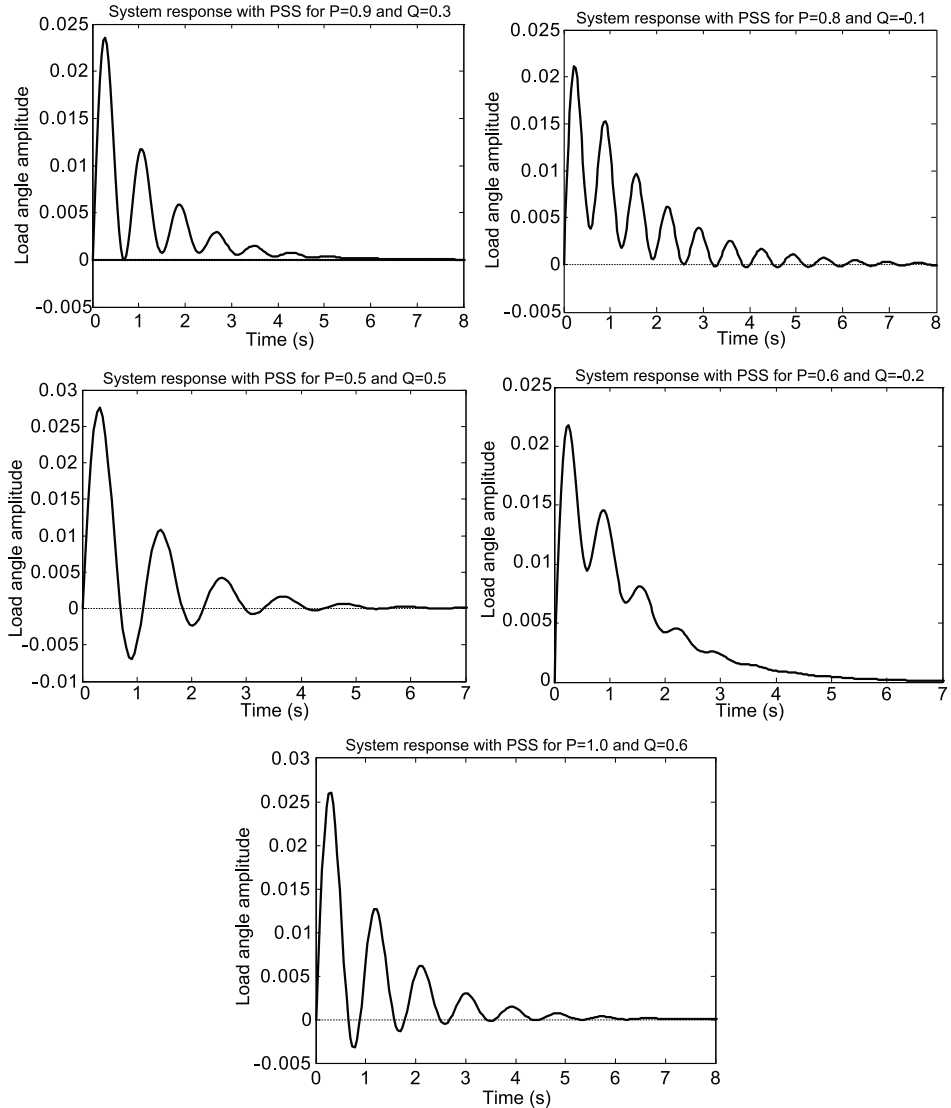 System response with PSS for P=0.9 and Q=0.3
0.025
0.02
0.015
0.01
0.005
0
-0.005
Load angle amplitude
0 1 2 3 4 5 6 7 8
Time (s)
System response with PSS for P=0.8 and Q=-0.1
0.025
0.02
0.015
0.01
0.005
0
-0.005
Load angle amplitude
0 1 2 3 4 5 6 7 8
Time (s)
System response with PSS for P=0.5 and Q=0.5
0.03
0.025
0.02
0.015
0.01
0.005
0
-0.005
-0.01
Load angle amplitude
0 1 2 3 4 5 6 7
Time (s)
System response with PSS for P=0.6 and Q=-0.2
0.025
0.02
0.015
0.01
0.005
0
Load angle amplitude
0 1 2 3 4 5 6 7
Time (s)
System response with PSS for P=1.0 and Q=0.6
0.03
0.025
0.02
0.015
0.01
0.005
0
-0.005
Load angle amplitude
0 1 2 3 4 5 6 7 8
Time (s)